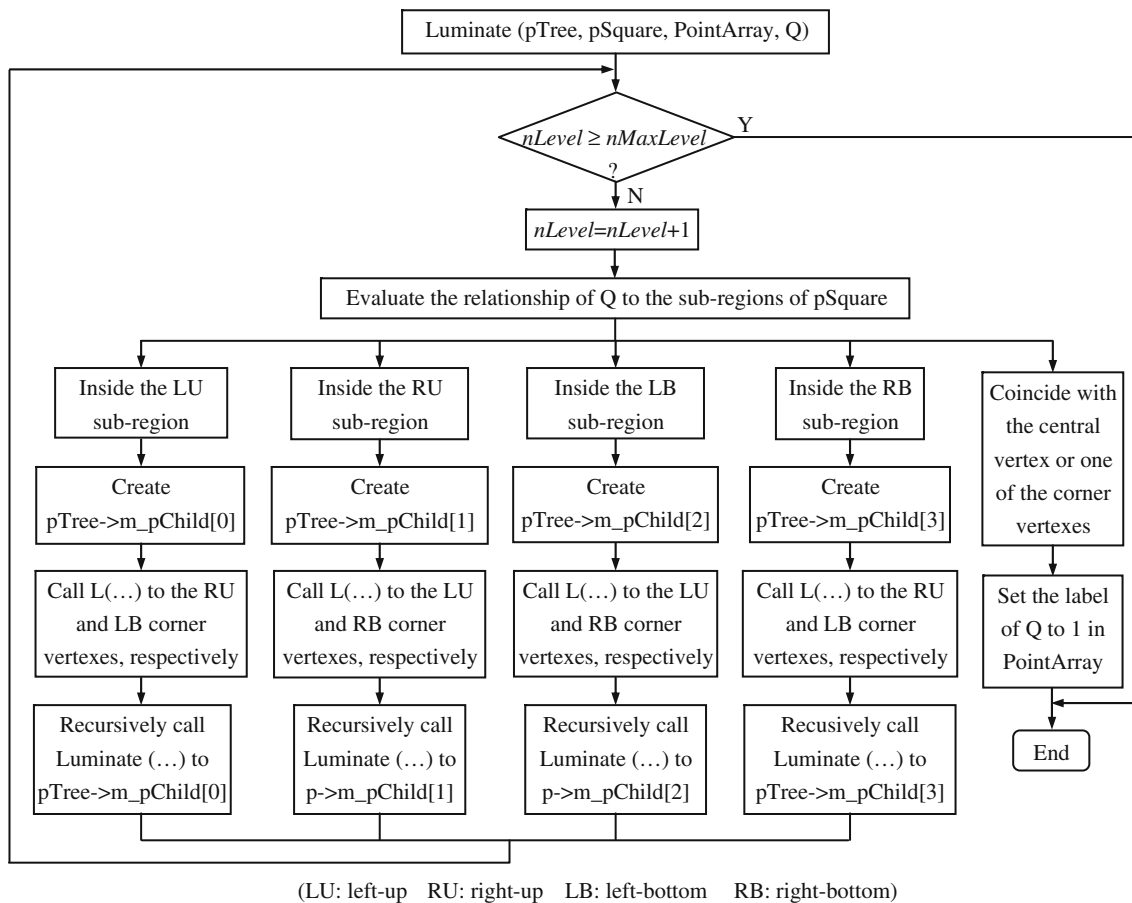 Luminate (pTree, pSquare, PointArray, Q)
nLevel ≥ nMaxLevel
?
Y
N
nLevel=nLevel+1
Evaluate the relationship of Q to the sub-regions of pSquare
Inside the LU
sub-region
Create
pTree->m_pChild[0]
Call L(…) to the RU
and LB corner
vertexes, respectively
Recursively call
Luminate (…) to
pTree->m_pChild[0]
Inside the RU
sub-region
Create
pTree->m_pChild[1]
Call L(…) to the LU
and RB corner
vertexes, respectively
Recursively call
Luminate (…) to
p->m_pChild[1]
Inside the LB
sub-region
Create
pTree->m_pChild[2]
Call L(…) to the LU
and RB corner
vertexes, respectively
Recursively call
Luminate (…) to
p->m_pChild[2]
Inside the RB
sub-region
Create
pTree->m_pChild[3]
Call L(…) to the RU
and LB corner
vertexes, respectively
Recusively call
Luminate (…) to
pTree->m_pChild[3]
Coincide with
the central
vertex or one
of the corner
vertexes
Set the label
of Q to 1 in
PointArray
End
(LU: left-up RU: right-up LB: left-bottom RB: right-bottom)